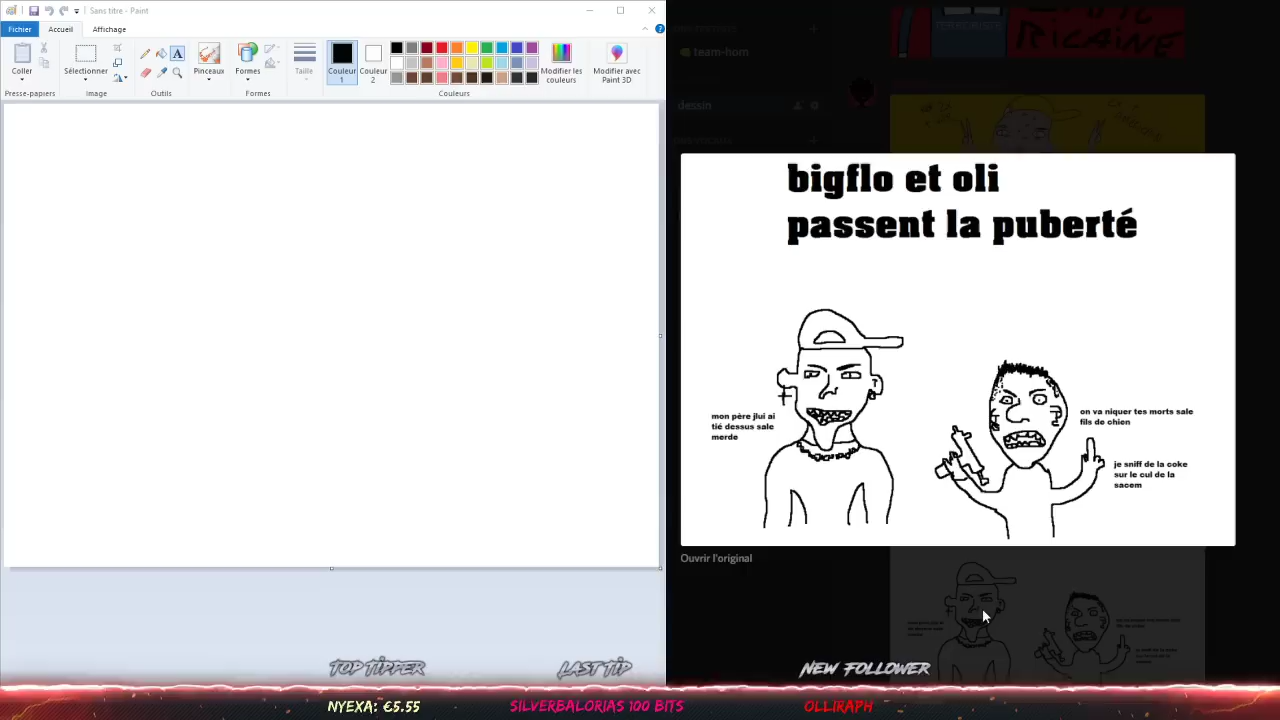 Sans titre - Paint
Fichier
Accueil
Affichage
Coller
Sélectionner
Pinceaux
Formes
Taille
Couleur
1
Couleur
2
Modifier les
couleurs
Modifier avec
Paint 3D
Presse-papiers
Image
Outils
Formes
Couleurs
team-hom
dessin
bigflo et oli
passent la puberté
mon père jlui ai
tié dessus sale
merde
on va niquer tes morts sale
fils de chien
je sniff de la coke
sur le cul de la
sacem
Ouvrir l'original
TOP TIPPER
LAST TIP
NEW FOLLOWER
NYEXA: €5.55
SILVERBALORIAS 100 BITS
OLLIRAPH